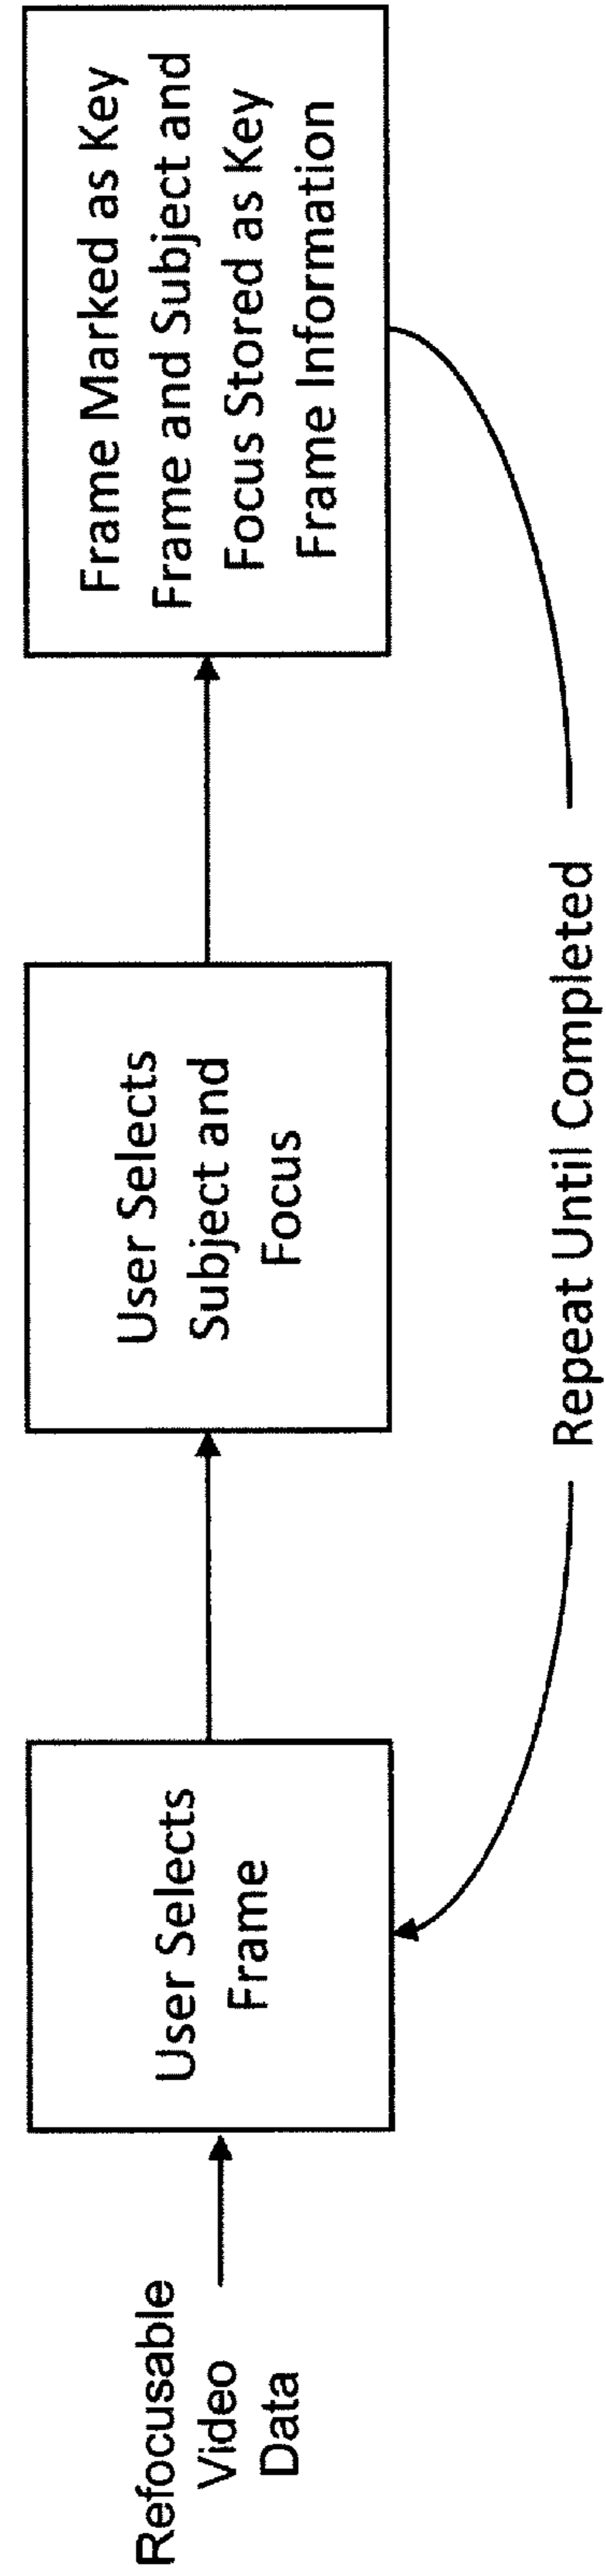 Refocusable
Video
Data
User Selects
Frame
User Selects
Subject and
Focus
Frame Marked as Key
Frame and Subject and
Focus Stored as Key
Frame Information
Repeat Until Completed